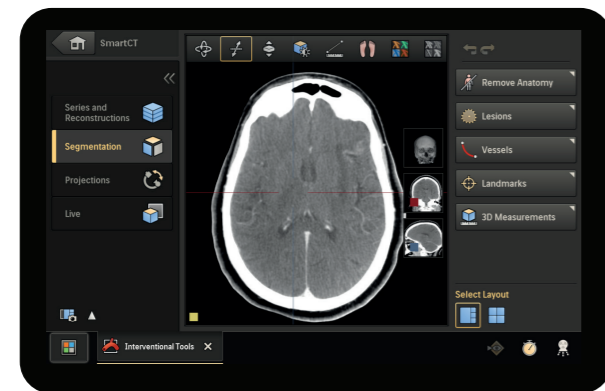 SmartCT
Series and
Reconstructions
Segmentation
Projections
Live
Remove Anatomy
Lesions
Vessels
Landmarks
3D Measurements
Select Layout
Interventional Tools